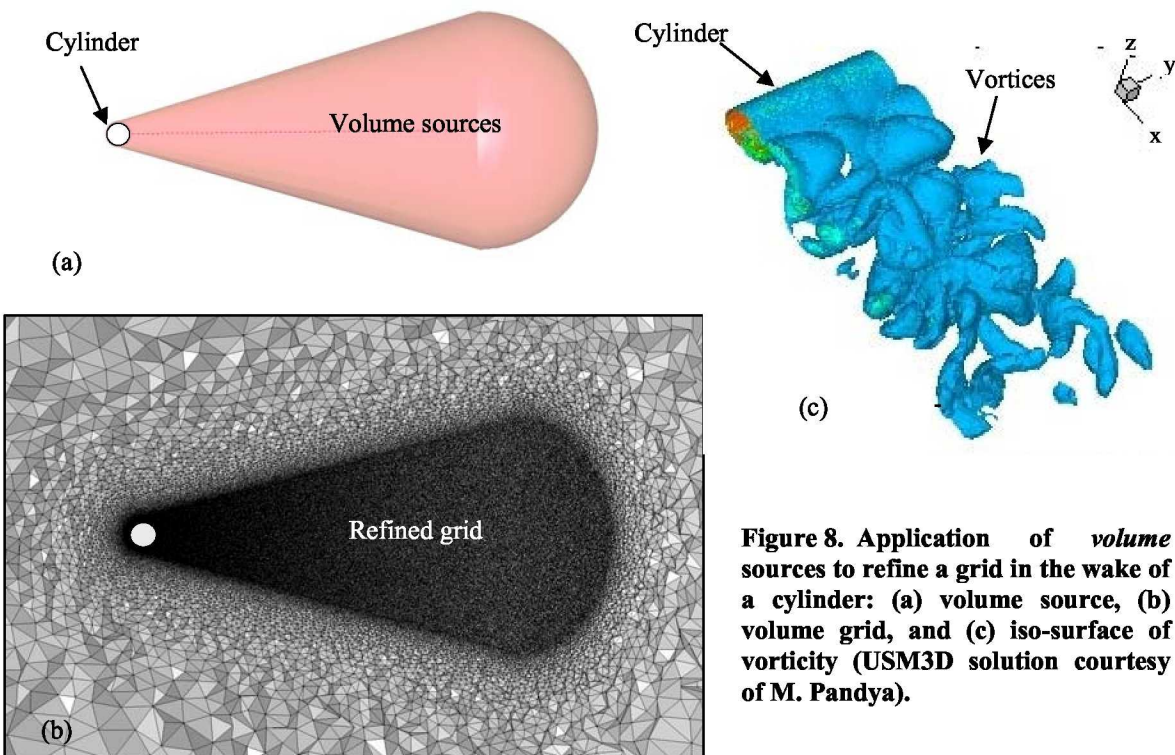 Cylinder
Volume sources
(a)
Cylinder
Vortices
z
y
x
(c)
Refined grid
(b)
Figure 8. Application of volume
sources to refine a grid in the wake of
a cylinder: (a) volume source, (b)
volume grid, and (c) iso-surface of
vorticity (USM3D solution courtesy
of M. Pandya).